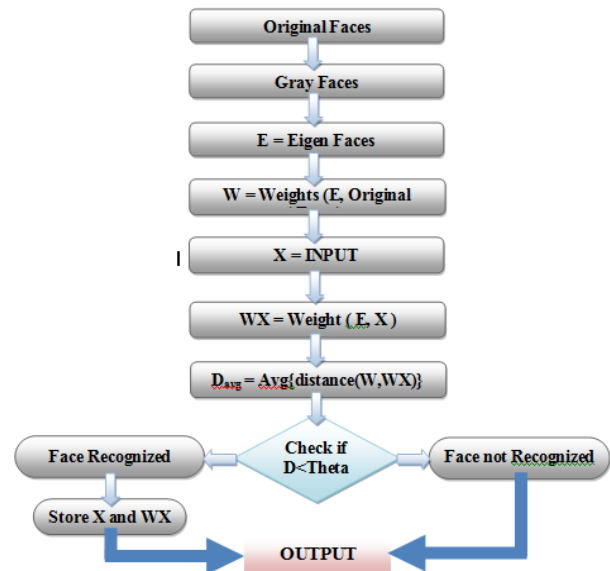 Original Faces
Gray Faces
E = Eigen Faces
W = Weights (E, Original
X = INPUT
WX = Weight ( E, X )
Davg = Avg{distance(W,WX)}
Check if
D<Theta
Face Recognized
Face not Recognized
Store X and WX
OUTPUT